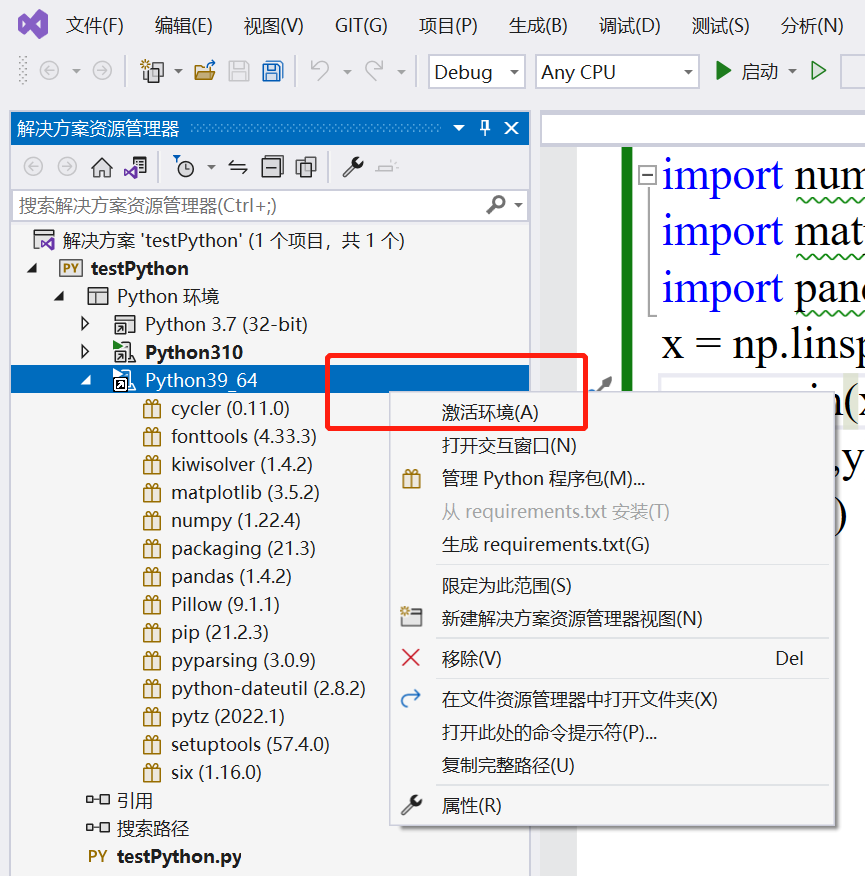 文件(F) 编辑(E) 视图(V) GIT(G) 项目(P) 生成(B) 调试(D) 测试(S) 分析(N)
Debug Any CPU 启动
解决方案资源管理器
搜索解决方案资源管理器(Ctrl+;)
解决方案 'testPython' (1 个项目，共 1 个)
PY testPython
Python 环境
Python 3.7 (32-bit)
Python310
Python39_64
cycler (0.11.0)
fonttools (4.33.3)
kiwisolver (1.4.2)
matplotlib (3.5.2)
numpy (1.22.4)
packaging (21.3)
pandas (1.4.2)
Pillow (9.1.1)
pip (21.2.3)
pyparsing (3.0.9)
python-dateutil (2.8.2)
pytz (2022.1)
setuptools (57.4.0)
six (1.16.0)
引用
搜索路径
PY testPython.py
激活环境(A)
打开交互窗口(N)
管理 Python 程序包(M)...
从 requirements.txt 安装(T)
生成 requirements.txt(G)
限定为此范围(S)
新建解决方案资源管理器视图(N)
移除(V) Del
在文件资源管理器中打开文件夹(X)
打开此处的命令提示符(P)...
复制完整路径(U)
属性(R)
import num
import mat
import pan
x = np.linsp
in(x
,y
)